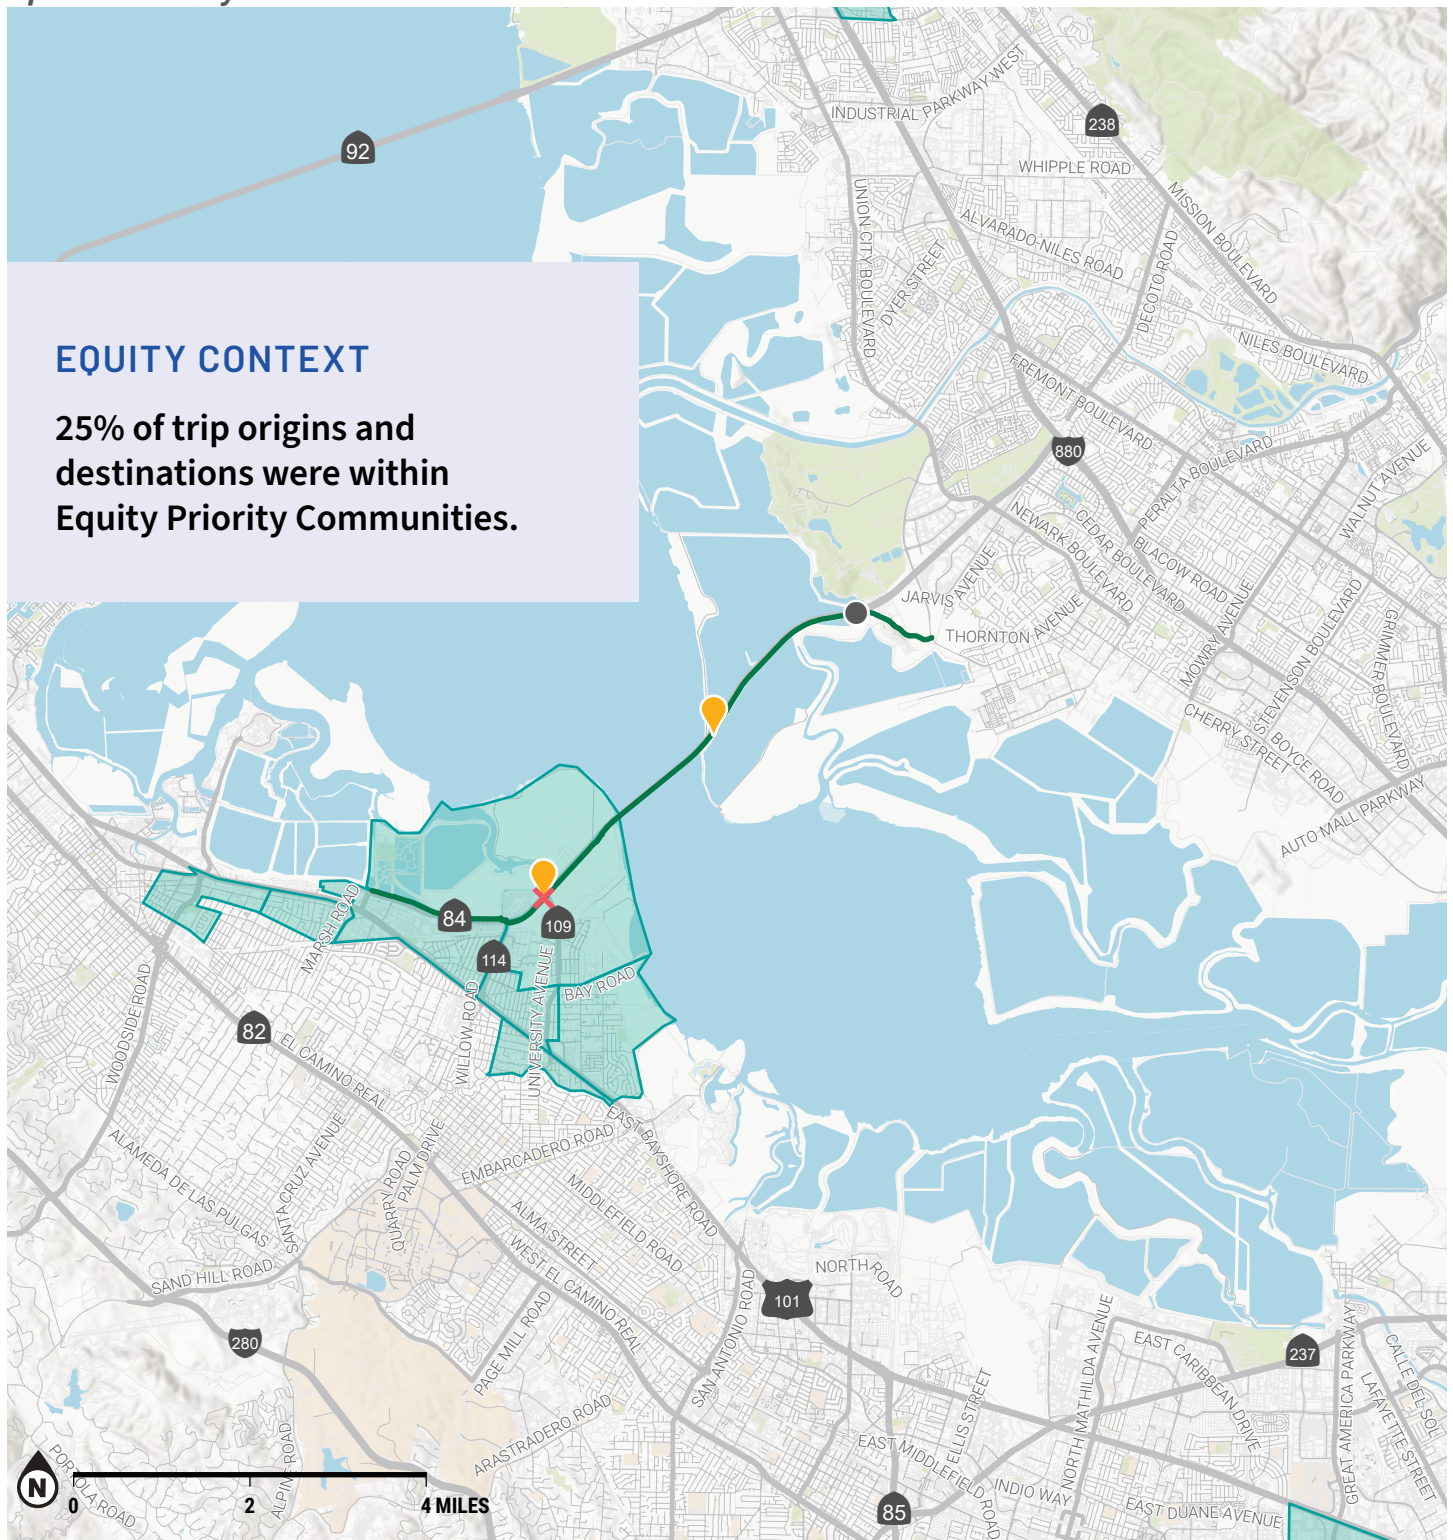 92
238
INDUSTRIAL PARKWAY WEST
WHIPPLE ROAD
MISSION BOULEVARD
UNION CITY BOULEVARD
ALVARADO-NILES ROAD
DYER STREET
DECOTO ROAD
NILES BOULEVARD
EQUITY CONTEXT
25% of trip origins and
destinations were within
Equity Priority Communities.
FREMONT BOULEVARD
880
PERALTA BOULEVARD
WALNUT AVENUE
NEWARK BOULEVARD
CEDAR BOULEVARD
BLACOW ROAD
JARVIS AVENUE
THORNTON AVENUE
MOWRY AVENUE
STEVENSON BOULEVARD
GRIMMER BOULEVARD
CHERRY STREET
BOYCE ROAD
AUTO MALL PARKWAY
MARSH ROAD
84
109
114
BAY ROAD
WOODSIDE ROAD
82
EL CAMINO REAL
WILLOW ROAD
UNIVERSITY AVENUE
EAST BAYSHORE ROAD
EMBARCADERO ROAD
ALAMEDA DE LAS PULGAS
SANTA CRUZ AVENUE
QUARRY ROAD
PALM DRIVE
MIDDLEFIELD ROAD
ALMA STREET
WEST EL CAMINO REAL
SAND HILL ROAD
NORTH ROAD
101
280
PAGE MILL ROAD
SAN ANTONIO ROAD
NORTH MATHILDA AVENUE
EAST CARIBBEAN DRIVE
237
GREAT AMERICA PARKWAY
CALLE DEL SOL
LAFAYETTE STREET
ARASTRADERO ROAD
ELLIS STREET
EAST MIDDLEFIELD ROAD
INDIO WAY
EAST DUANE AVENUE
85
ALPINE ROAD
PORTOLA ROAD
N
0 2 4 MILES